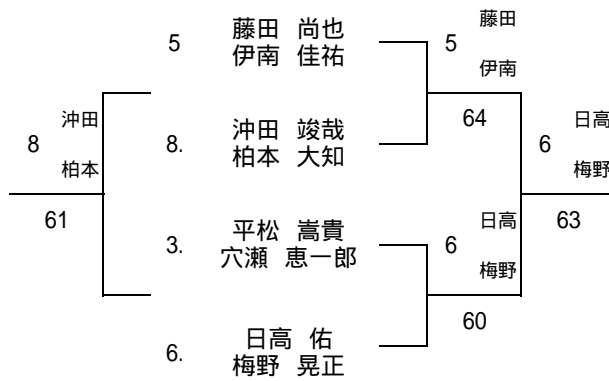 5 藤田 尚也
伊南 佳祐
5 藤田
伊南
64
8 沖田
柏本
61
8. 沖田 竣哉
柏本 大知
6 日高
梅野
63
3. 平松 嵩貴
穴瀬 恵一郎
6 日高
梅野
60
6. 日高 佑
梅野 晃正